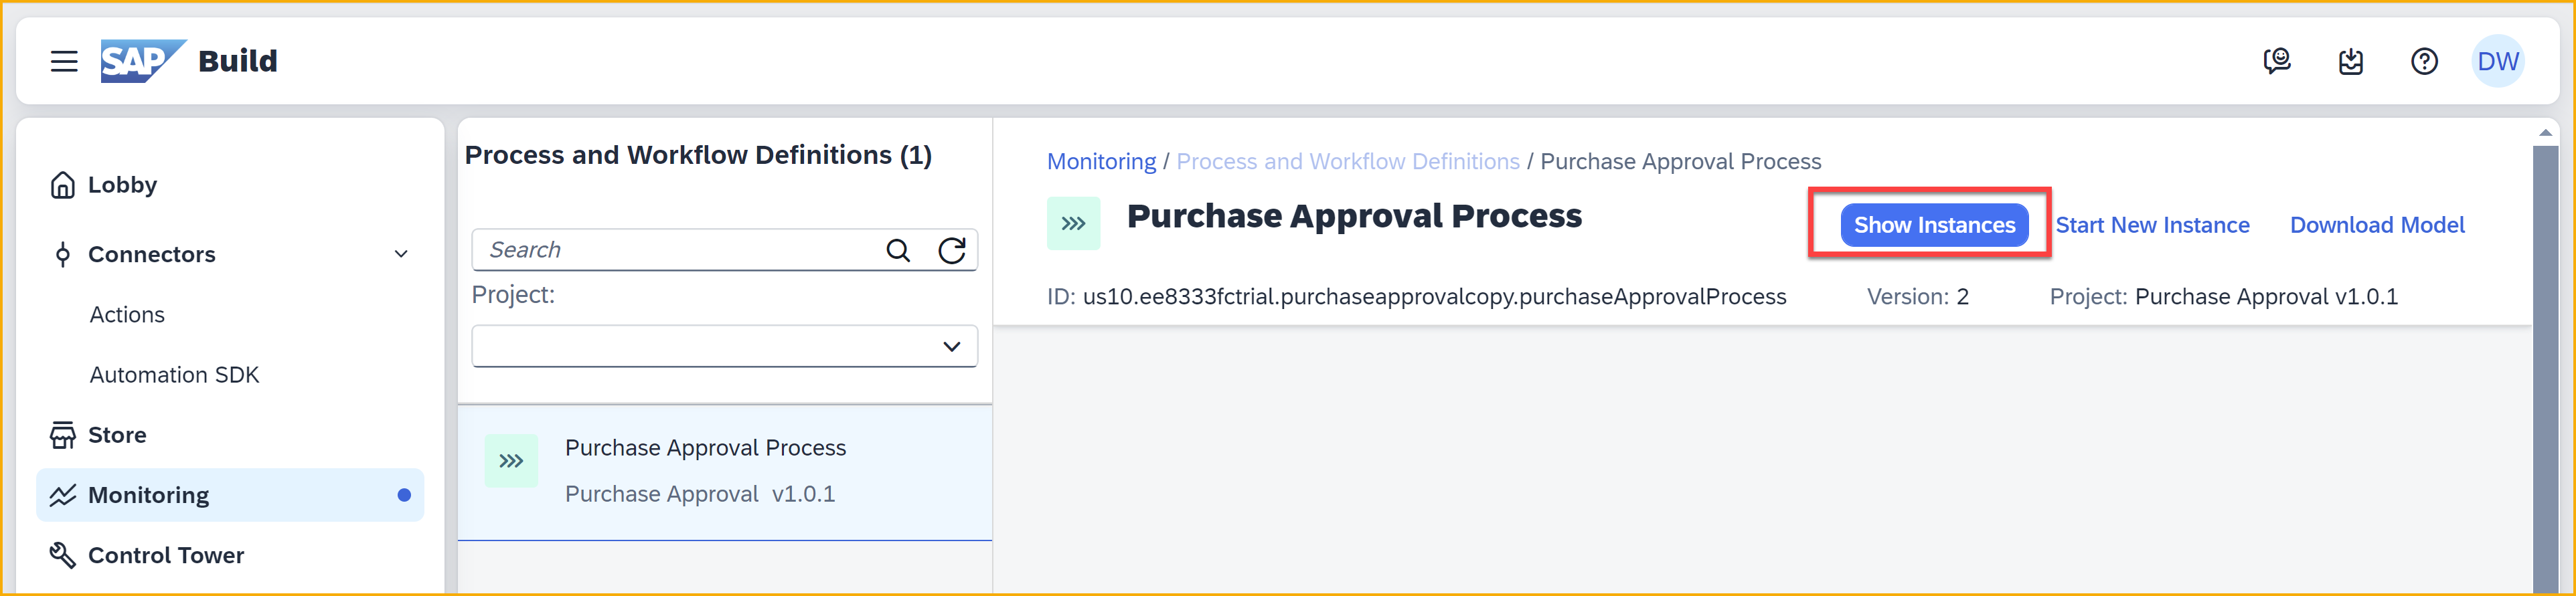 SAP Build
DW
Lobby
Connectors
Actions
Automation SDK
Store
Monitoring
Control Tower
Process and Workflow Definitions (1)
Search
Project:
Purchase Approval Process
Purchase Approval v1.0.1
Monitoring / Process and Workflow Definitions / Purchase Approval Process
Purchase Approval Process
Show Instances Start New Instance Download Model
ID: us10.ee8333fctrial.purchaseapprovalcopy.purchaseApprovalProcess Version: 2 Project: Purchase Approval v1.0.1